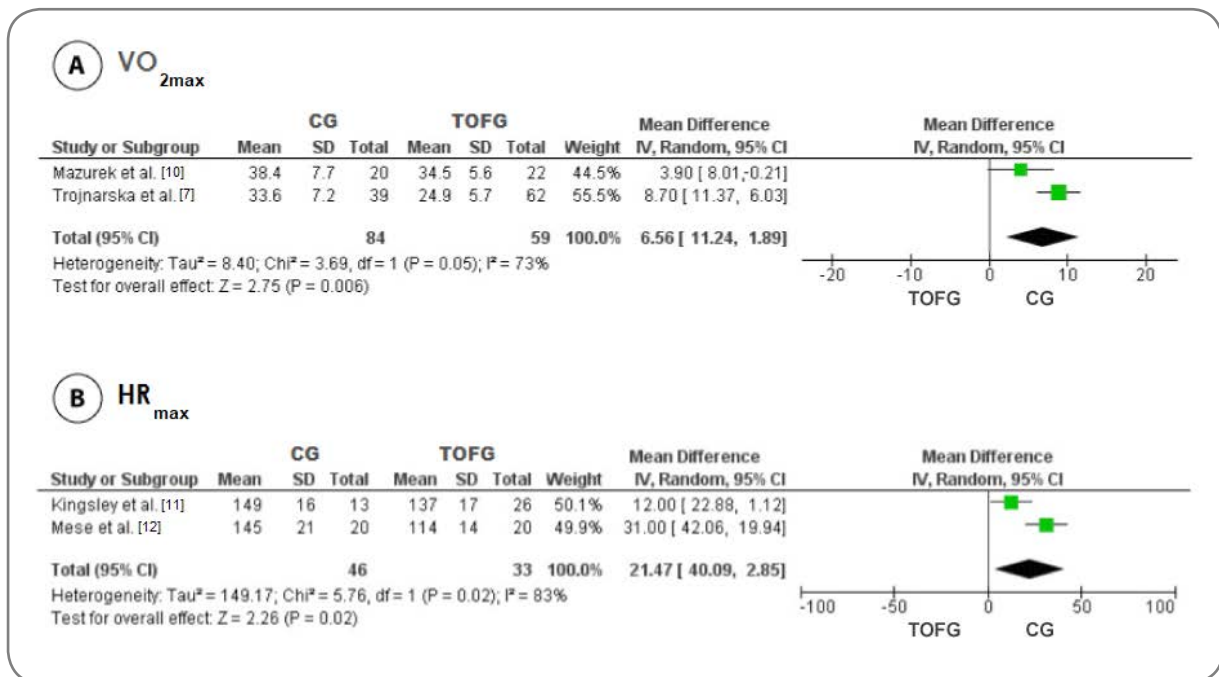 A VO2max
CG TOFG Mean Difference Mean Difference
Study or Subgroup Mean SD Total Mean SD Total Weight IV, Random, 95% CI IV, Random, 95% CI
Mazurek et al. [10] 38.4 7.7 20 34.5 5.6 22 44.5% 3.90 [ 8.01,-0.21]
Trojnarska et al.[7] 33.6 7.2 39 24.9 5.7 62 55.5% 8.70 [ 11.37, 6.03]
Total (95% CI) 84 59 100.0% 6.56 [ 11.24, 1.89]
Heterogeneity: Tau² = 8.40; Chi² = 3.69, df = 1 (P = 0.05); I² = 73%
Test for overall effect: Z = 2.75 (P = 0.006)
-20 -10 0 10 20
TOFG CG
B HRmax
CG TOFG Mean Difference Mean Difference
Study or Subgroup Mean SD Total Mean SD Total Weight IV, Random, 95% CI IV, Random, 95% CI
Kingsley et al. [11] 149 16 13 137 17 26 50.1% 12.00 [ 22.88, 1.12]
Mese et al. [12] 145 21 20 114 14 20 49.9% 31.00 [ 42.06, 19.94]
Total (95% CI) 46 33 100.0% 21.47 [ 40.09, 2.85]
Heterogeneity: Tau² = 149.17; Chi² = 5.76, df = 1 (P = 0.02); I² = 83%
Test for overall effect: Z = 2.26 (P = 0.02)
-100 -50 0 50 100
TOFG CG